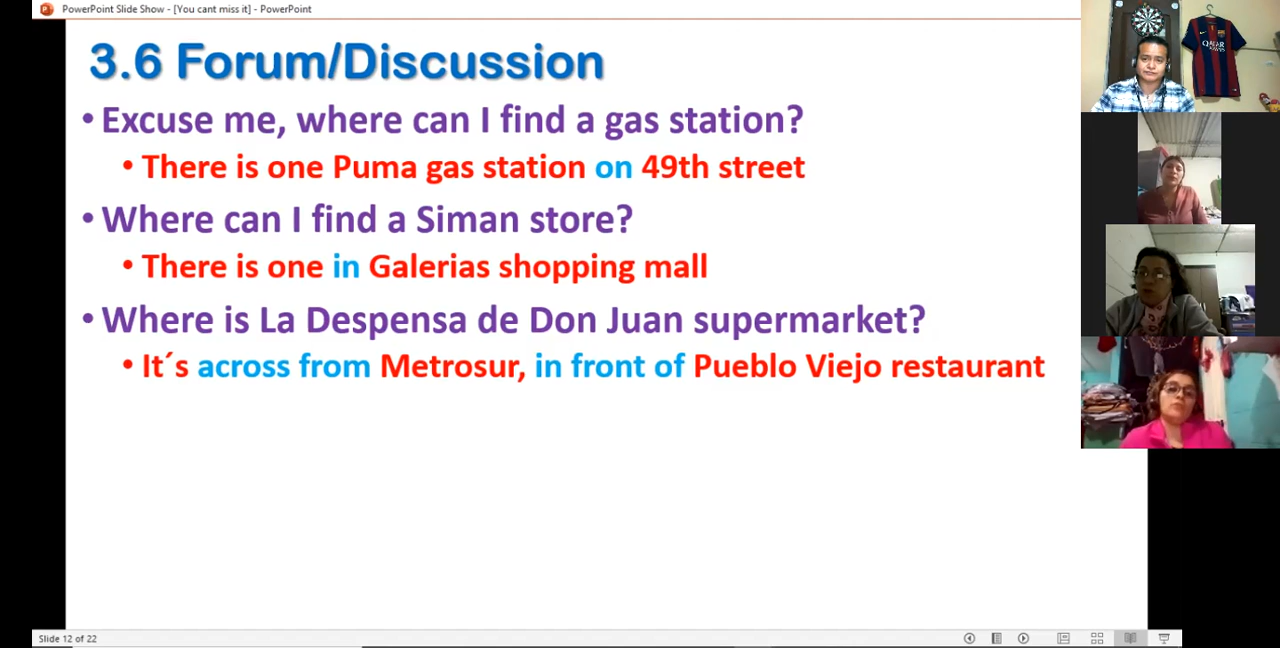 PowerPoint Slide Show - [You cant miss it] - PowerPoint
3.6 Forum/Discussion
• Excuse me, where can I find a gas station?
• There is one Puma gas station on 49th street
• Where can I find a Siman store?
• There is one in Galerias shopping mall
• Where is La Despensa de Don Juan supermarket?
• It´s across from Metrosur, in front of Pueblo Viejo restaurant
Slide 12 of 22
QATAR